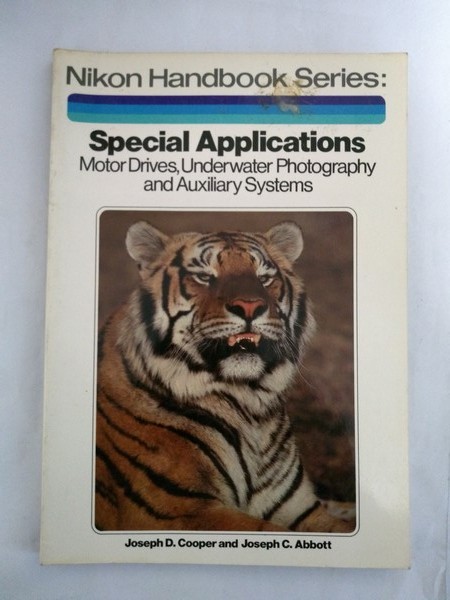 Nikon Handbook Series:
Special Applications
Motor Drives, Underwater Photography
and Auxiliary Systems
Joseph D. Cooper and Joseph C. Abbott